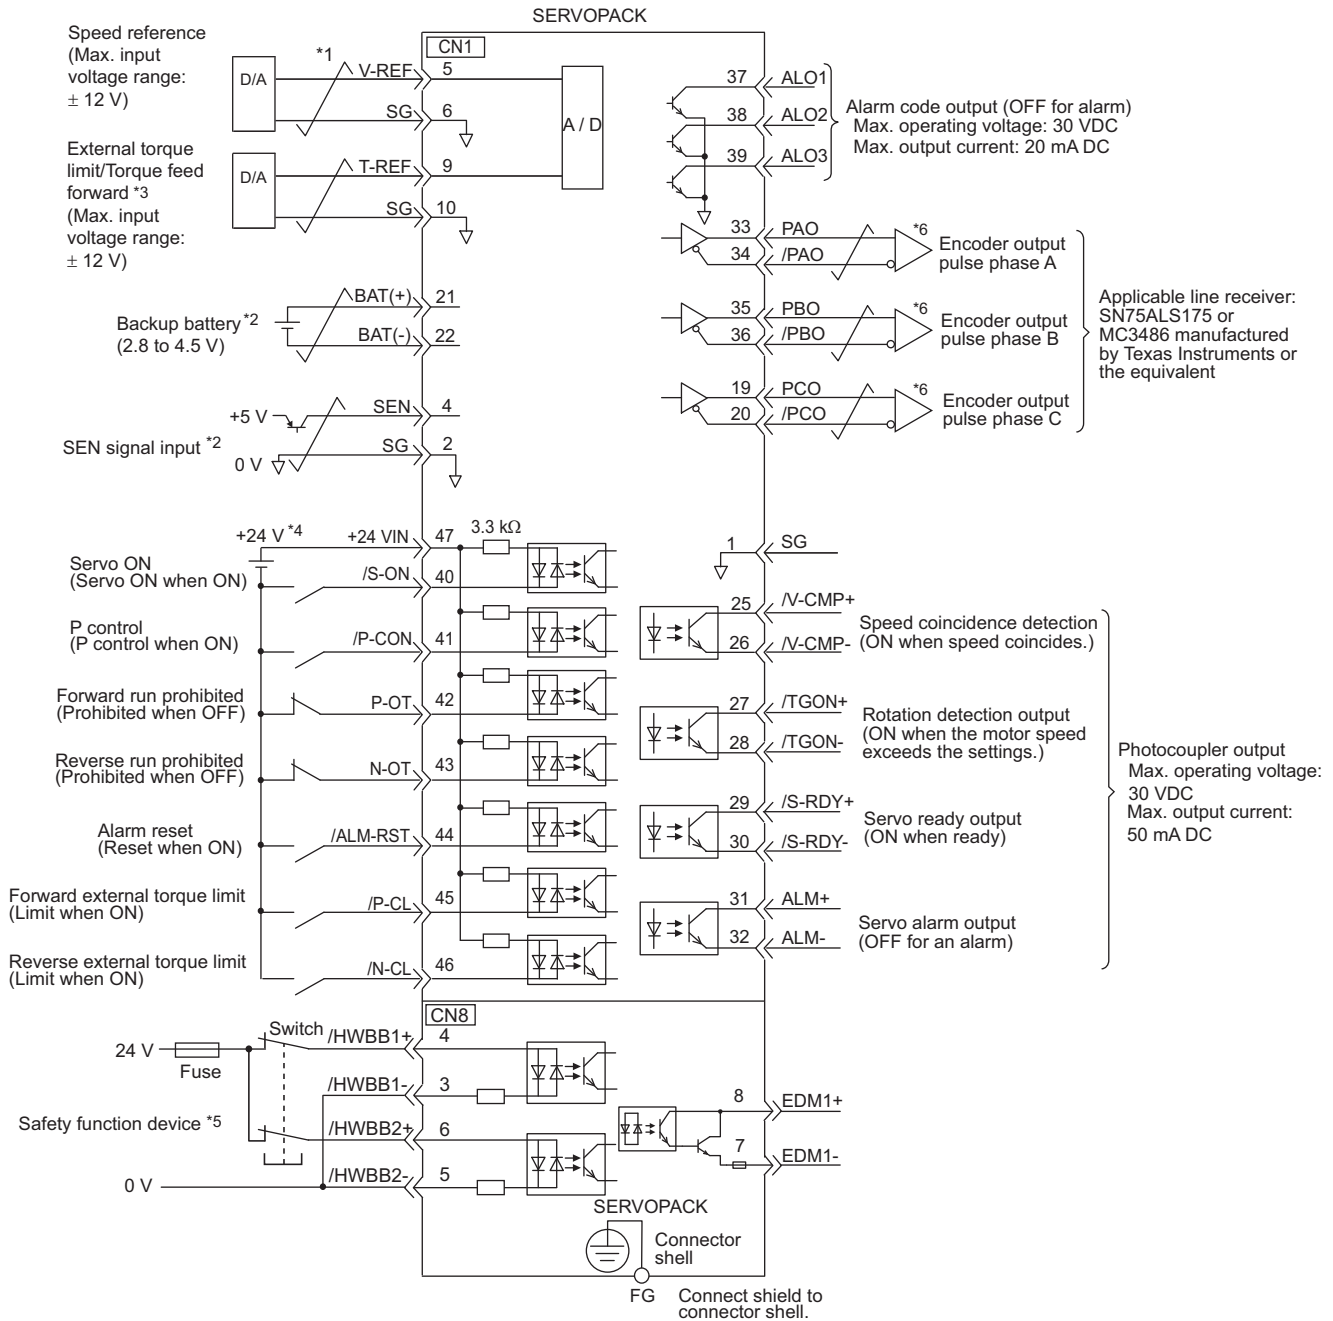 SERVOPACK
Speed reference
(Max. input
voltage range:
± 12 V)
D/A
*1
V-REF
CN1
5
SG
6
A / D
External torque
limit/Torque feed
forward *3
(Max. input
voltage range:
± 12 V)
D/A
T-REF
9
SG
10
Backup battery *2
(2.8 to 4.5 V)
BAT(+)
21
BAT(-)
22
+5 V
SEN
4
SEN signal input *2
0 V
SG
2
37
ALO1
38
ALO2
39
ALO3
Alarm code output (OFF for alarm)
Max. operating voltage: 30 VDC
Max. output current: 20 mA DC
33
PAO
34
/PAO
*6
Encoder output
pulse phase A
35
PBO
36
/PBO
*6
Encoder output
pulse phase B
19
PCO
20
/PCO
*6
Encoder output
pulse phase C
Applicable line receiver:
SN75ALS175 or
MC3486 manufactured
by Texas Instruments or
the equivalent
+24 V *4
+24 VIN
47
3.3 kΩ
Servo ON
(Servo ON when ON)
/S-ON
40
P control
(P control when ON)
/P-CON
41
Forward run prohibited
(Prohibited when OFF)
P-OT
42
Reverse run prohibited
(Prohibited when OFF)
N-OT
43
Alarm reset
(Reset when ON)
/ALM-RST
44
Forward external torque limit
(Limit when ON)
/P-CL
45
Reverse external torque limit
(Limit when ON)
/N-CL
46
1
SG
25
/V-CMP+
26
/V-CMP-
Speed coincidence detection
(ON when speed coincides.)
27
/TGON+
28
/TGON-
Rotation detection output
(ON when the motor speed
exceeds the settings.)
29
/S-RDY+
30
/S-RDY-
Servo ready output
(ON when ready)
31
ALM+
32
ALM-
Servo alarm output
(OFF for an alarm)
Photocoupler output
Max. operating voltage:
30 VDC
Max. output current:
50 mA DC
CN8
24 V
Fuse
Switch
/HWBB1+
4
/HWBB1-
3
Safety function device *5
/HWBB2+
6
0 V
/HWBB2-
5
8
EDM1+
7
EDM1-
SERVOPACK
Connector
shell
FG
Connect shield to
connector shell.